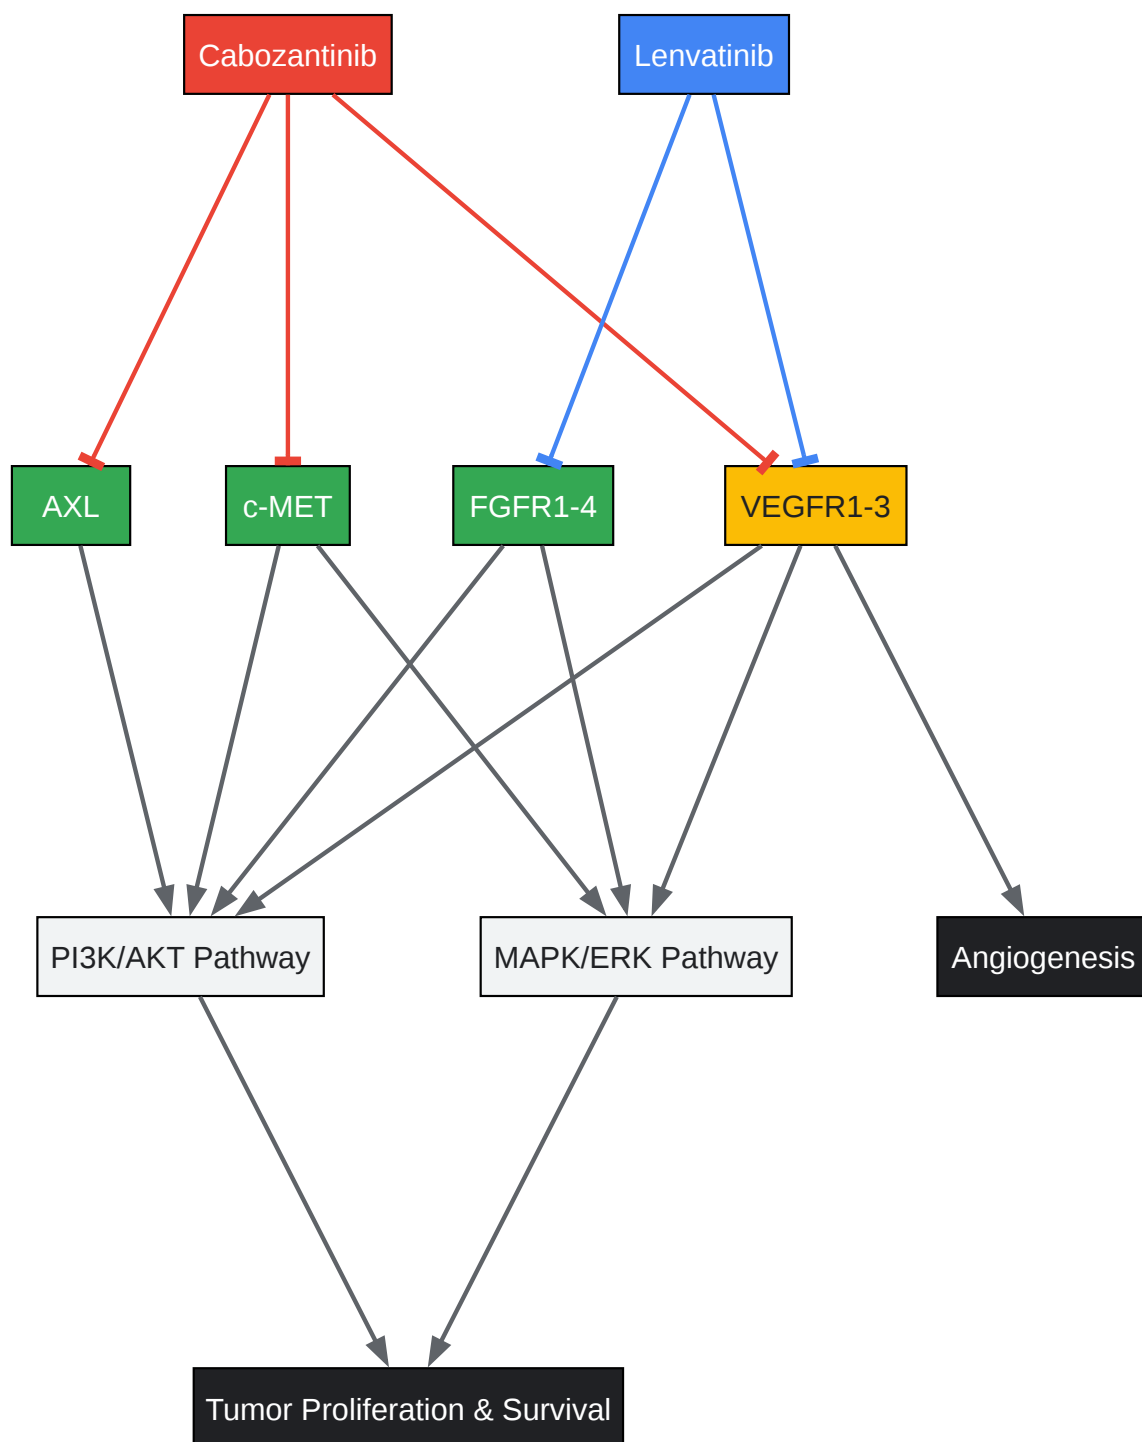 Cabozantinib
Lenvatinib
AXL
c-MET
FGFR1-4
VEGFR1-3
PI3K/AKT Pathway
MAPK/ERK Pathway
Angiogenesis
Tumor Proliferation & Survival